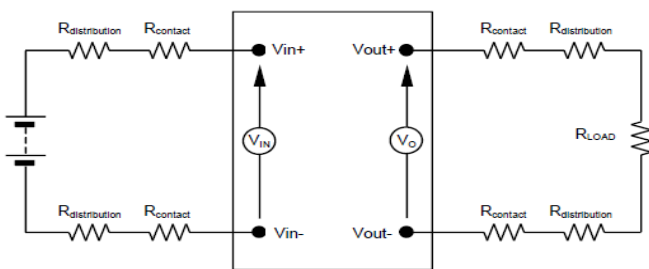 Rdistribution Rcontact Vin+ Vout+ Rcontact Rdistribution
VIN VO RLOAD
Rdistribution Rcontact Vin- Vout- Rcontact Rdistribution